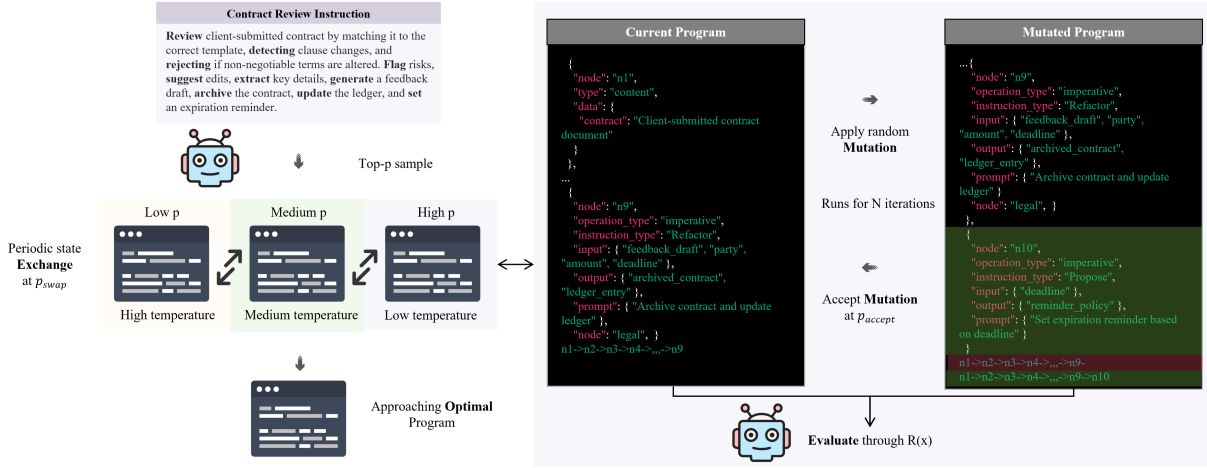 Contract Review Instruction
Review client-submitted contract by matching it to the
correct template, detecting clause changes, and
rejecting if non-negotiable terms are altered. Flag risks,
suggest edits, extract key details, generate a feedback
draft, archive the contract, update the ledger, and set
an expiration reminder.
Top-p sample
Low p
Medium p
High p
Periodic state
Exchange
at p_swap
High temperature
Medium temperature
Low temperature
Approaching Optimal
Program
Current Program
{
"node": "n1",
"type": "content",
"data": {
"contract": "Client-submitted contract
document"
}
},
...
{
"node": "n9",
"operation_type": "imperative",
"instruction_type": "Refactor",
"input": { "feedback_draft", "party",
"amount", "deadline" },
"output": { "archived_contract",
"ledger_entry" },
"prompt": { "Archive contract and update
ledger" },
"node": "legal", }
n1->n2->n3->n4->,,,->n9
Apply random
Mutation
Runs for N iterations
Accept Mutation
at p_accept
Mutated Program
...{
"node": "n9",
"operation_type": "imperative",
"instruction_type": "Refactor",
"input": { "feedback_draft", "party",
"amount", "deadline" },
"output": { "archived_contract",
"ledger_entry" },
"prompt": { "Archive contract and update
ledger" }
"node": "legal", }
},
{
"node": "n10",
"operation_type": "imperative",
"instruction_type": "Propose",
"input": { "deadline" },
"output": { "reminder_policy" },
"prompt": { "Set expiration reminder based
on deadline" }
}
n1->n2->n3->n4->,,,->n9-
n1->n2->n3->n4->,,,->n9->n10
Evaluate through R(x)